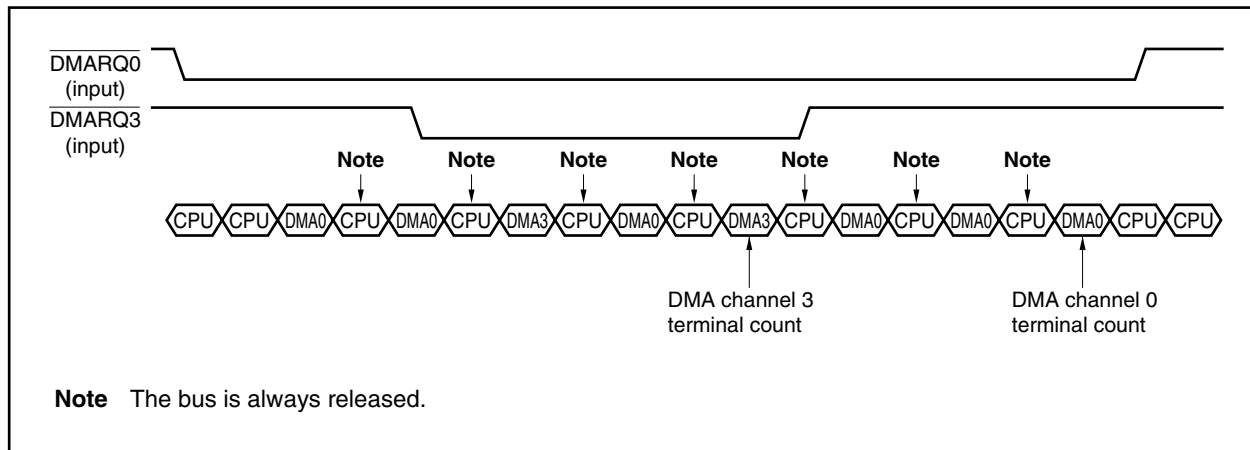 DMARQ0
(input)
DMARQ3
(input)
Note Note Note Note Note Note Note
CPU CPU DMA0 CPU DMA0 CPU DMA3 CPU DMA0 CPU DMA3 CPU DMA0 CPU DMA0 CPU DMA0 CPU CPU
DMA channel 3
terminal count
DMA channel 0
terminal count
Note The bus is always released.